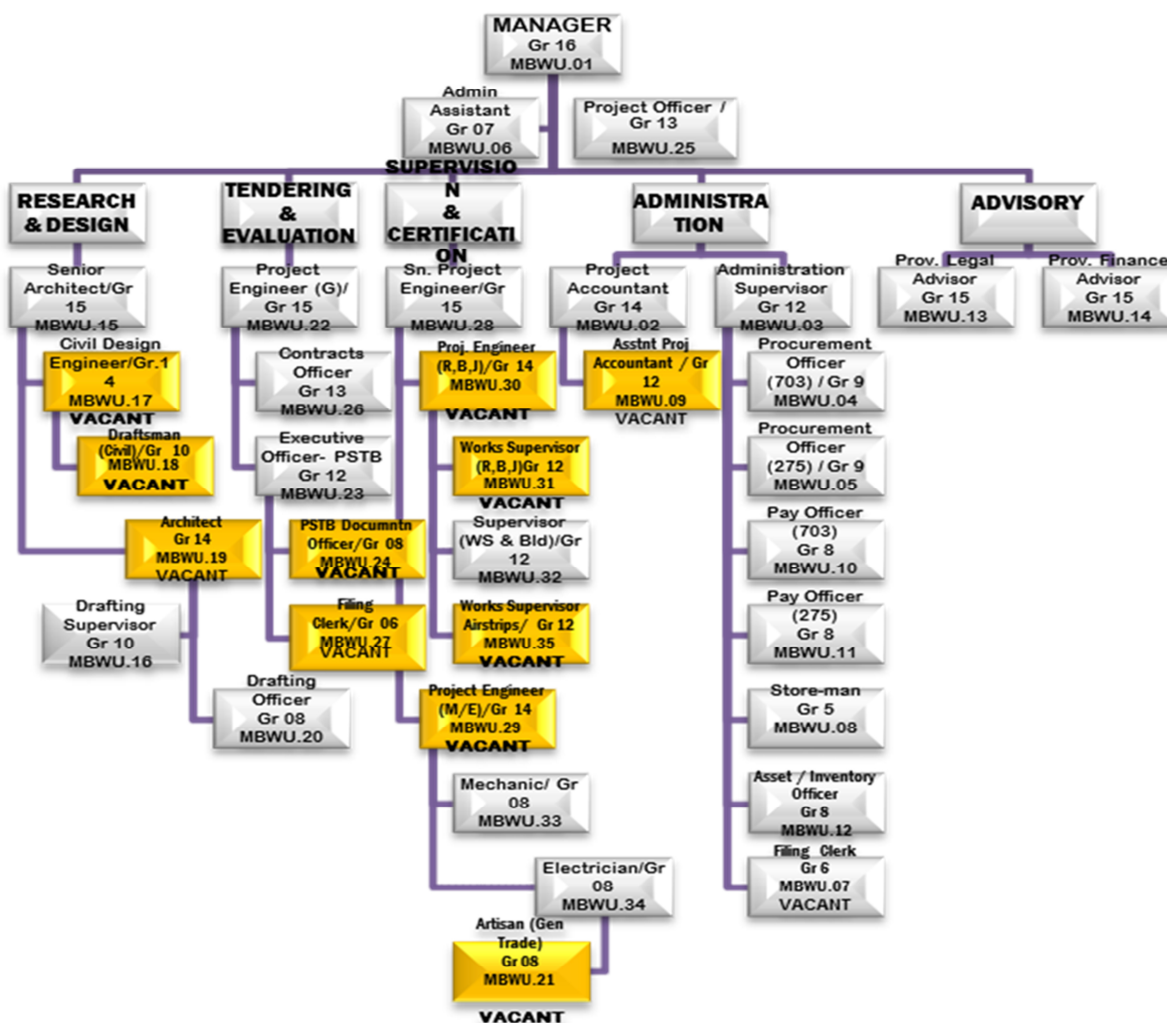 MANAGER
Gr 16
MBWU.01
Admin
Assistant
Gr 07
MBWU.06
Project Officer /
Gr 13
MBWU.25
RESEARCH
& DESIGN
TENDERING
&
EVALUATION
SUPERVISIO
N
&
CERTIFICATI
ON
ADMINISTRA
TION
ADVISORY
Senior
Architect/Gr
15
MBWU.15
Project
Engineer (G)/
Gr 15
MBWU.22
Sn. Project
Engineer/Gr
15
MBWU.28
Project
Accountant
Gr 14
MBWU.02
Administration
Supervisor
Gr 12
MBWU.03
Prov. Legal
Advisor
Gr 15
MBWU.13
Prov. Finance
Advisor
Gr 15
MBWU.14
Civil Design
Engineer/Gr.1
4
MBWU.17
VACANT
Draftsman
(Civil)/Gr 10
MBWU.18
VACANT
Architect
Gr 14
MBWU.19
VACANT
Drafting
Supervisor
Gr 10
MBWU.16
Drafting
Officer
Gr 08
MBWU.20
Contracts
Officer
Gr 13
MBWU.26
Executive
Officer- PSTB
Gr 12
MBWU.23
PSTB Documntn
Officer/Gr 08
MBWU.24
VACANT
Filing
Clerk/Gr 06
MBWU.27
VACANT
Proj. Engineer
(R,B,J)/Gr 14
MBWU.30
VACANT
Works Supervisor
(R,B,J)Gr 12
MBWU.31
VACANT
Supervisor
(WS & Bld)/Gr
12
MBWU.32
Works Supervisor
Airstrips/ Gr 12
MBWU.35
VACANT
Project Engineer
(M/E)/Gr 14
MBWU.29
VACANT
Mechanic/ Gr
08
MBWU.33
Electrician/Gr
08
MBWU.34
Artisan (Gen
Trade)
Gr 08
MBWU.21
VACANT
Asstnt Proj
Accountant / Gr
12
MBWU.09
VACANT
Procurement
Officer
(703) / Gr 9
MBWU.04
Procurement
Officer
(275) / Gr 9
MBWU.05
Pay Officer
(703)
Gr 8
MBWU.10
Pay Officer
(275)
Gr 8
MBWU.11
Store-man
Gr 5
MBWU.08
Asset / Inventory
Officer
Gr 8
MBWU.12
Filing Clerk
Gr 6
MBWU.07
VACANT